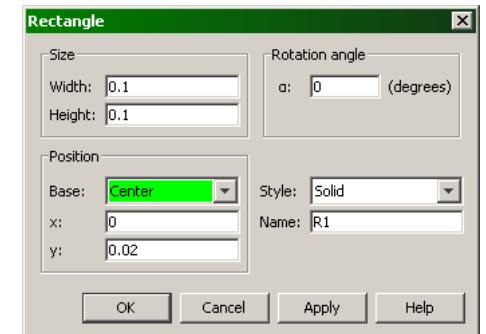 Rectangle
Size
Width: 0.1
Height: 0.1
Rotation angle
α: 0 (degrees)
Position
Base: Center
x: 0
y: 0.02
Style: Solid
Name: R1
OK Cancel Apply Help